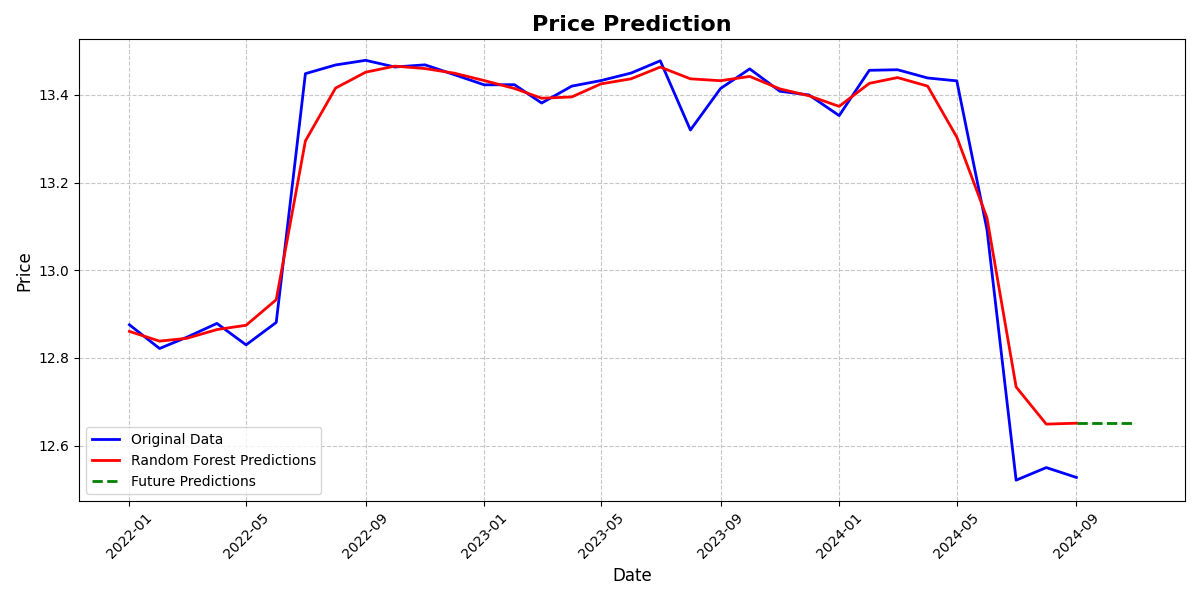 Price Prediction
13.4
13.2
13.0
12.8
12.6
Price
Original Data
Random Forest Predictions
Future Predictions
2022-01
2022-05
2022-09
2023-01
2023-05
2023-09
2024-01
2024-05
2024-09
Date